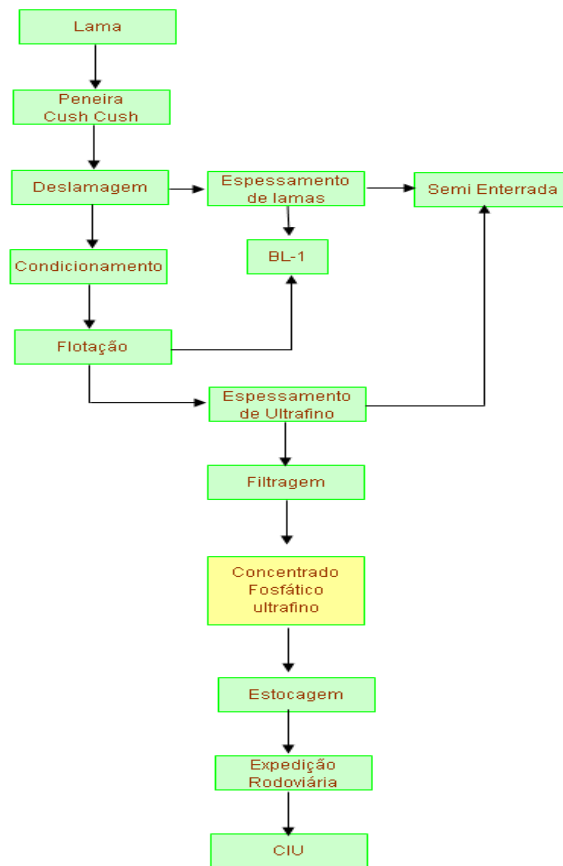 Lama
Peneira
Cush Cush
Deslamagem
Espessamento
de lamas
Semi Enterrada
Condicionamento
BL-1
Flotação
Espessamento
de Ultrafino
Filtragem
Concentrado
Fosfático
ultrafino
Estocagem
Expedição
Rodoviária
CIU